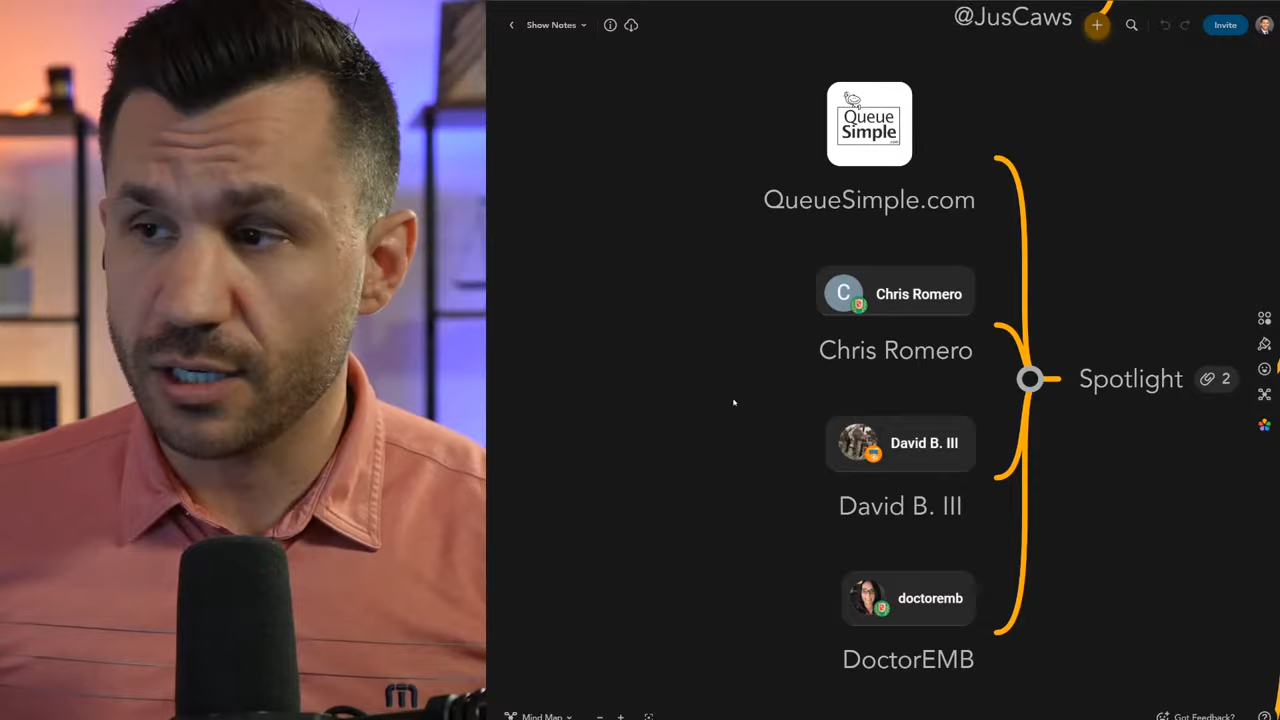 Show Notes
@JusCaws
Invite
Queue
Simple
.com
QueueSimple.com
C
Chris Romero
Chris Romero
Spotlight
2
David B. III
David B. III
doctoremb
DoctorEMB
Mind Map
Got Feedback?